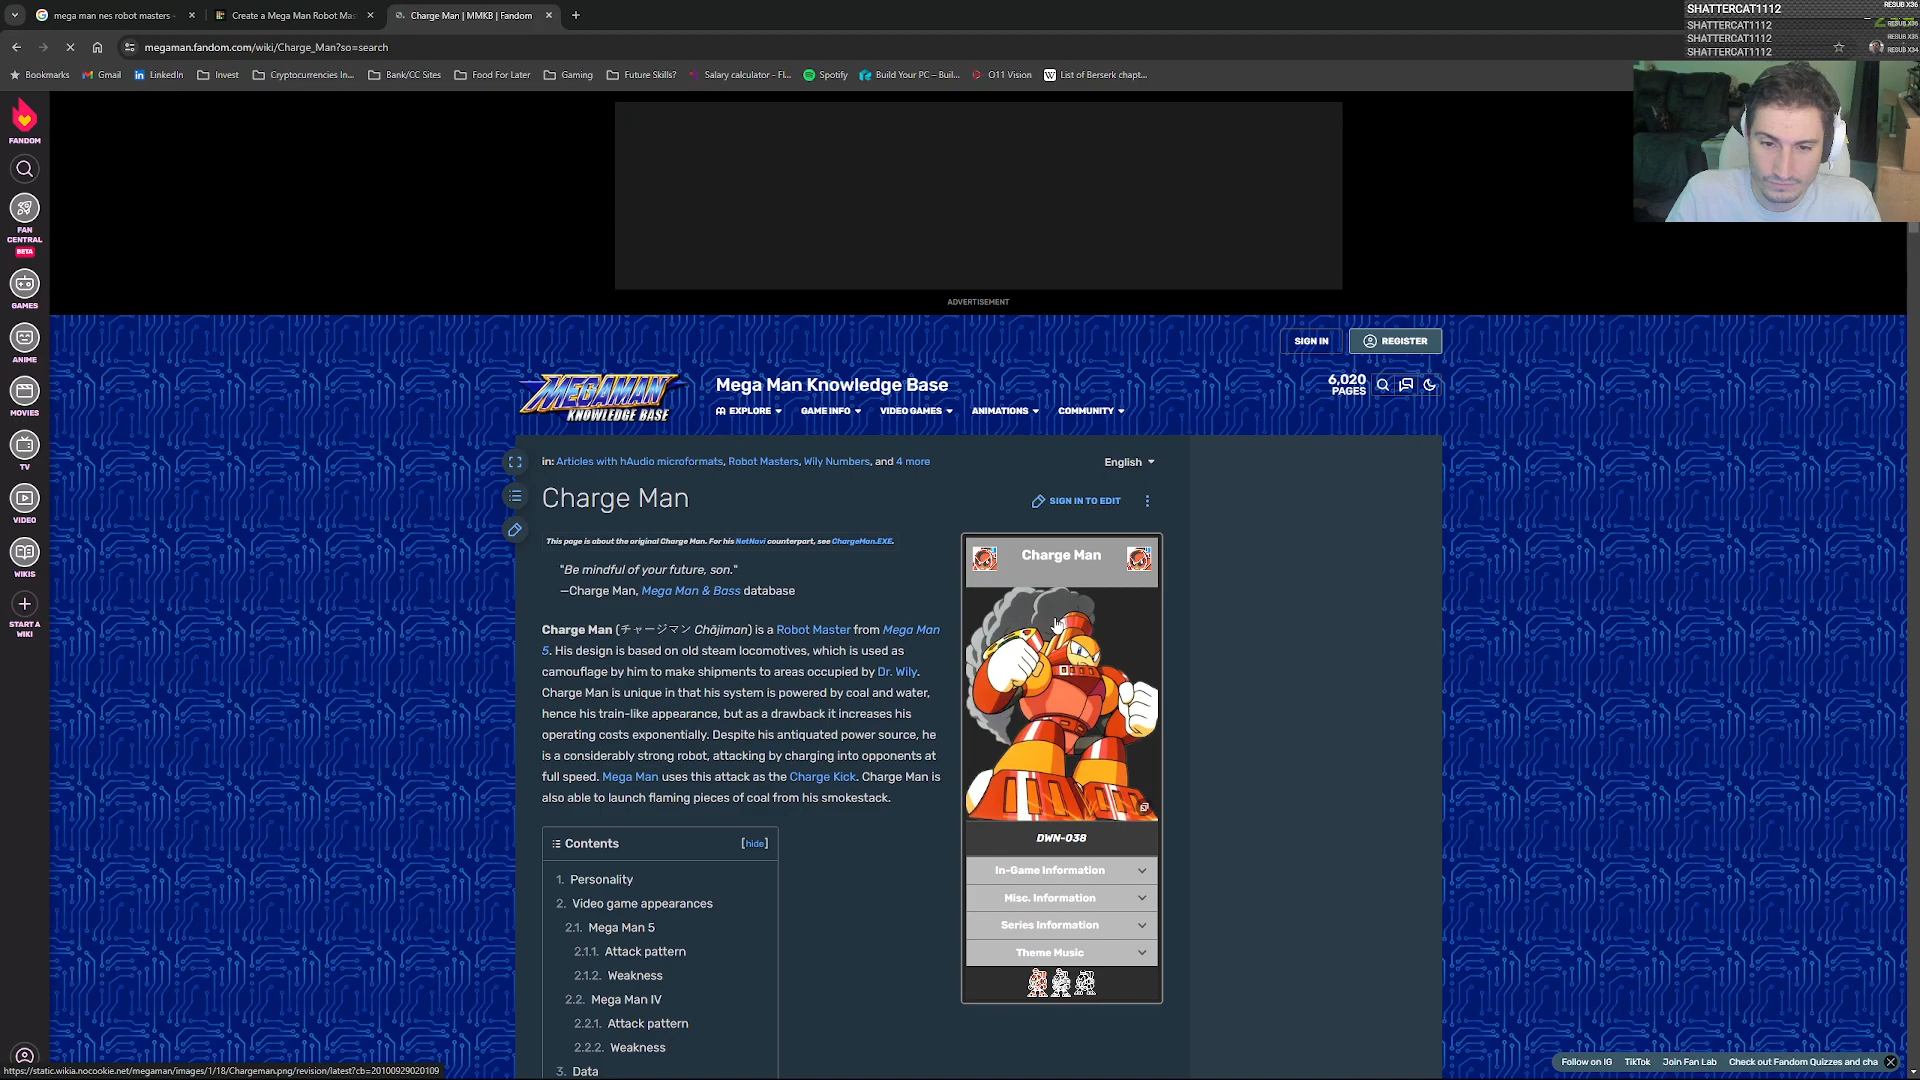 mega man nes robot masters -
Create a Mega Man Robot Mas
Charge Man | MMKB | Fandom
SHATTERCAT1112
RESUB X36
SHATTERCAT1112
SHATTERCAT1112
RESUB X35
SHATTERCAT1112
RESUB X34
megaman.fandom.com/wiki/Charge_Man?so=search
Bookmarks
Gmail
LinkedIn
Invest
Cryptocurrencies In...
Bank/CC Sites
Food For Later
Gaming
Future Skills?
Salary calculator - Fl...
Spotify
Build Your PC – Buil...
O11 Vision
List of Berserk chapt...
FANDOM
FAN
CENTRAL
BETA
GAMES
ANIME
MOVIES
TV
VIDEO
WIKIS
START A
WIKI
ADVERTISEMENT
SIGN IN
REGISTER
MEGAMAN
KNOWLEDGE BASE
Mega Man Knowledge Base
6,020
PAGES
EXPLORE
GAME INFO
VIDEO GAMES
ANIMATIONS
COMMUNITY
in: Articles with hAudio microformats, Robot Masters, Wily Numbers, and 4 more
English
Charge Man
SIGN IN TO EDIT
This page is about the original Charge Man. For his NetNavi counterpart, see ChargeMan.EXE.
"Be mindful of your future, son."
—Charge Man, Mega Man & Bass database
Charge Man (チャージマン Chājiman) is a Robot Master from Mega Man
5. His design is based on old steam locomotives, which is used as
camouflage by him to make shipments to areas occupied by Dr. Wily.
Charge Man is unique in that his system is powered by coal and water,
hence his train-like appearance, but as a drawback it increases his
operating costs exponentially. Despite his antiquated power source, he
is a considerably strong robot, attacking by charging into opponents at
full speed. Mega Man uses this attack as the Charge Kick. Charge Man is
also able to launch flaming pieces of coal from his smokestack.
Contents
[hide]
1. Personality
2. Video game appearances
2.1. Mega Man 5
2.1.1. Attack pattern
2.1.2. Weakness
2.2. Mega Man IV
2.2.1. Attack pattern
2.2.2. Weakness
3. Data
Charge Man
DWN-038
In-Game Information
Misc. Information
Series Information
Theme Music
https://static.wikia.nocookie.net/megaman/images/1/18/Chargeman.png/revision/latest?cb=20100929020109
Follow on IG
TikTok
Join Fan Lab
Check out Fandom Quizzes and cha